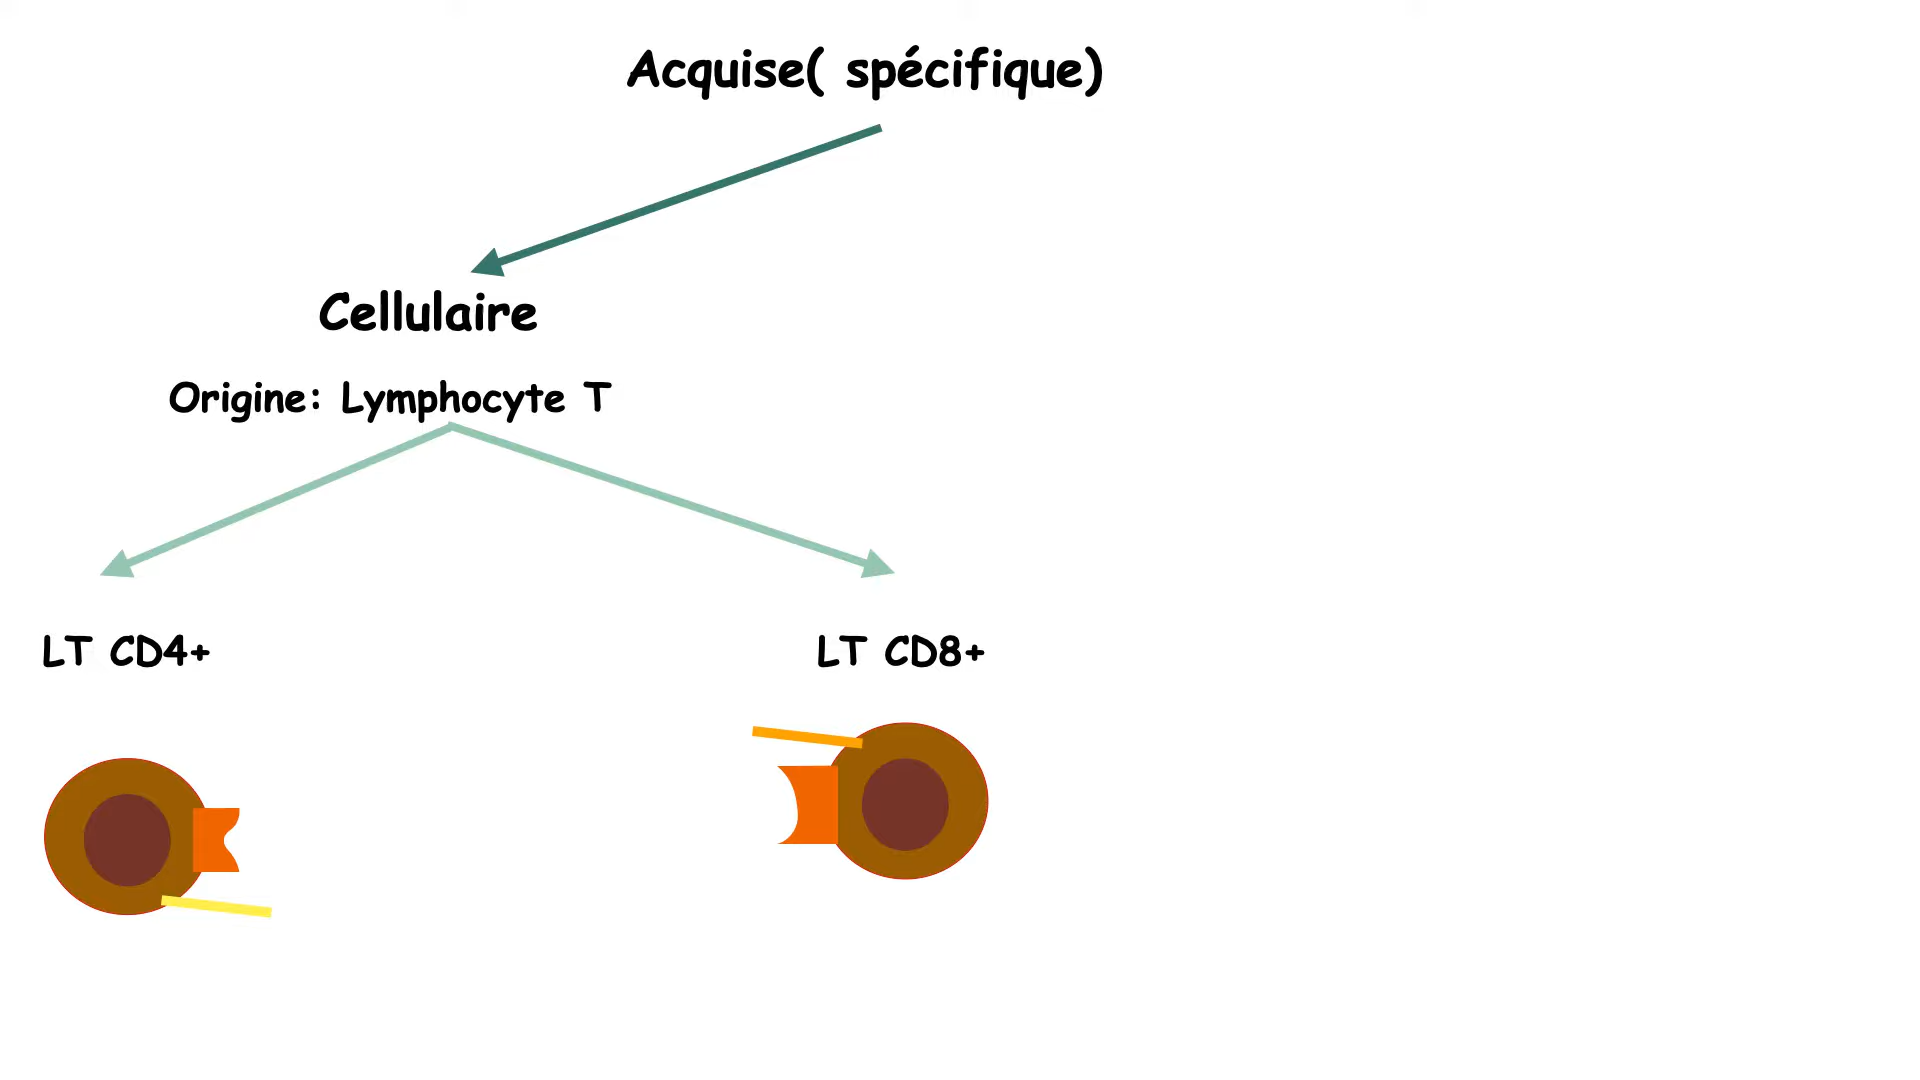 Acquise( spécifique)
Cellulaire
Origine: Lymphocyte T
LT CD4+
LT CD8+